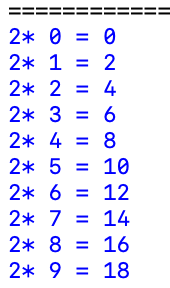 ============
2* 0 = 0
2* 1 = 2
2* 2 = 4
2* 3 = 6
2* 4 = 8
2* 5 = 10
2* 6 = 12
2* 7 = 14
2* 8 = 16
2* 9 = 18